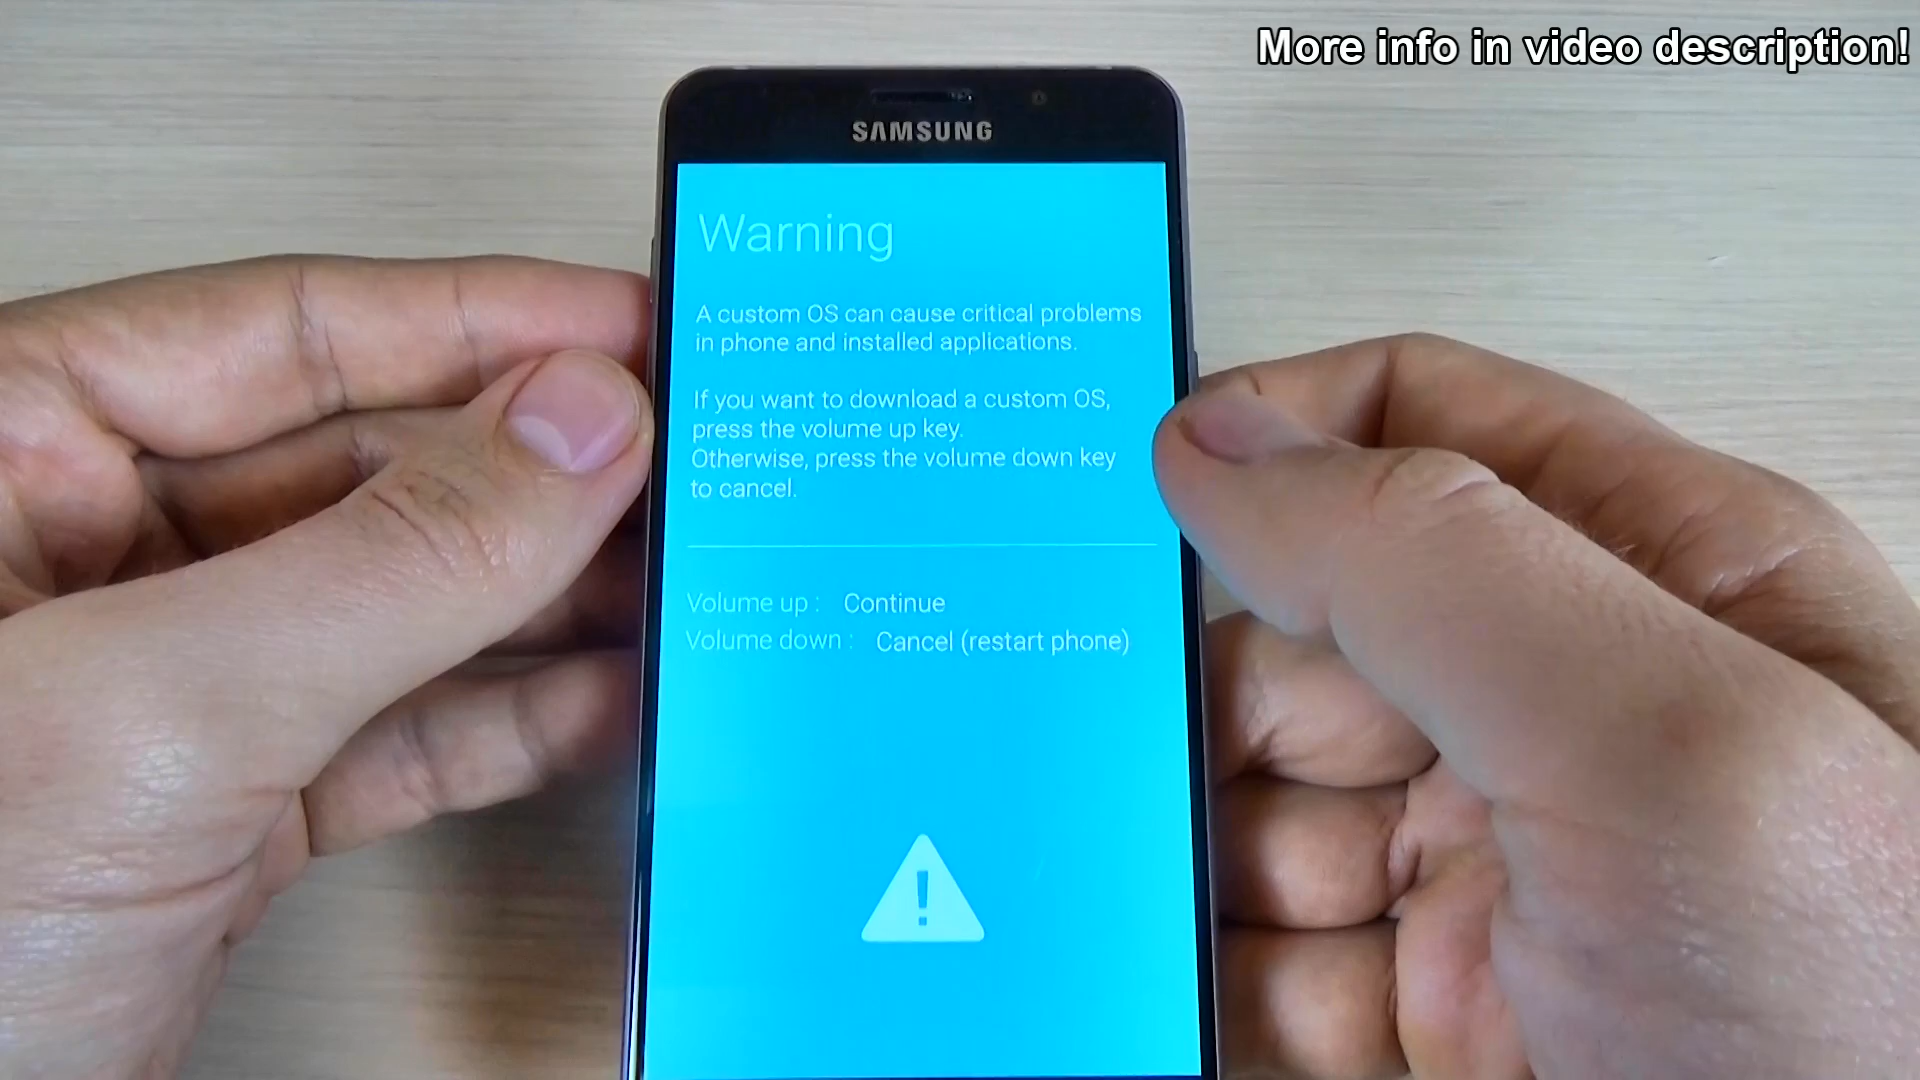 More info in video description!
SAMSUNG
Warning
A custom OS can cause critical problems
in phone and installed applications.
If you want to download a custom OS,
press the volume up key.
Otherwise, press the volume down key
to cancel.
Volume up : Continue
Volume down : Cancel (restart phone)